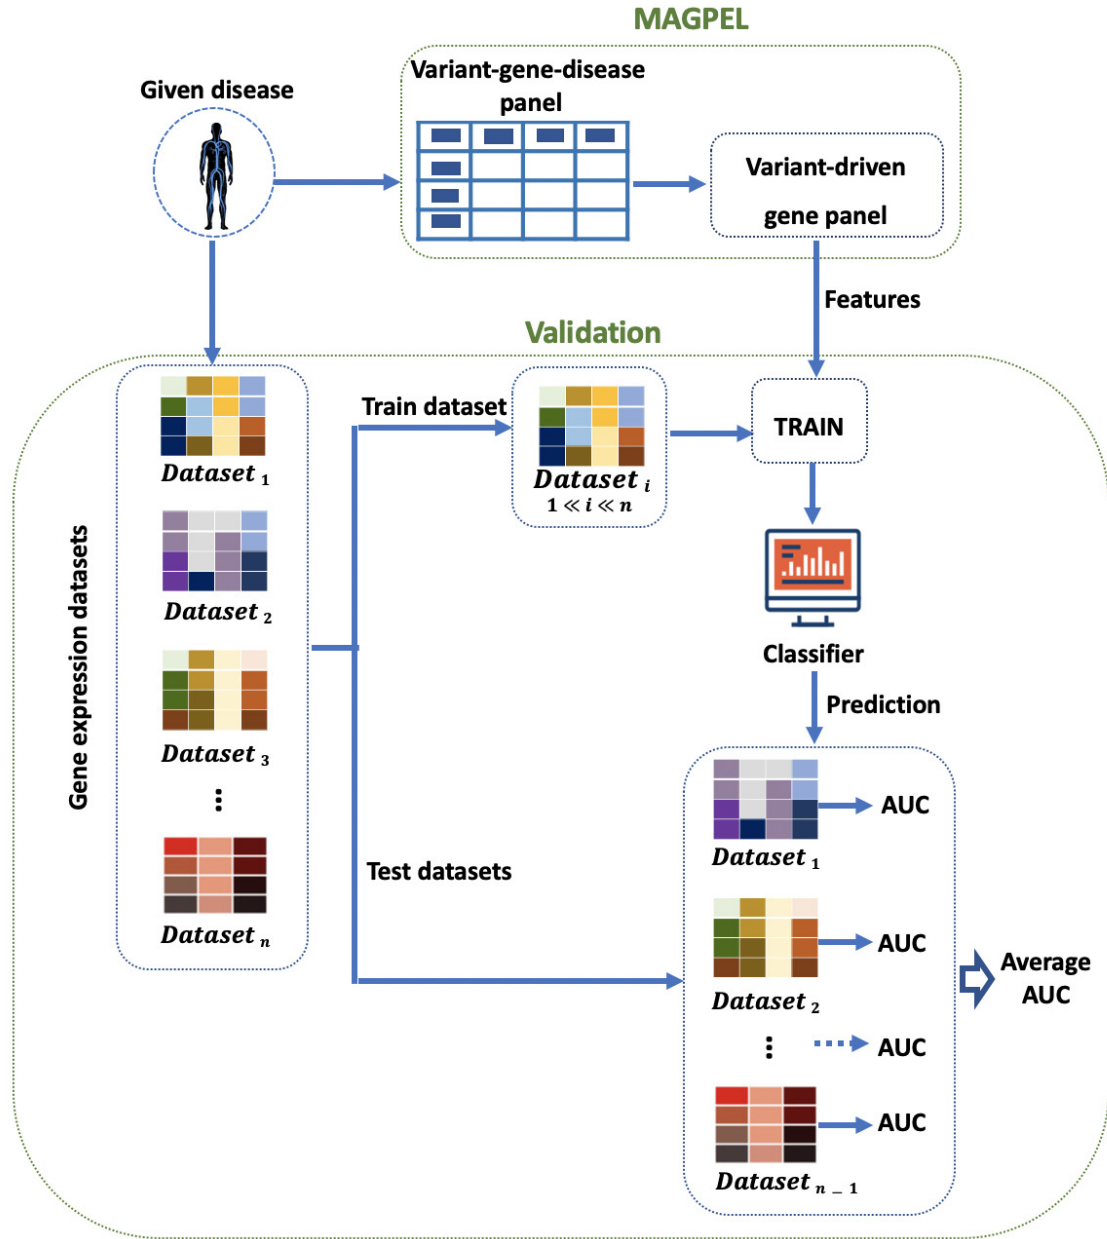 MAGPEL
Given disease
Variant-gene-disease
panel
Variant-driven
gene panel
Features
Validation
Gene expression datasets
Dataset 1
Dataset 2
Dataset 3
⋮
Dataset n
Train dataset
Dataset i
1 ≪ i ≪ n
TRAIN
Classifier
Prediction
Test datasets
Dataset 1
AUC
Dataset 2
AUC
⋮
AUC
Dataset n − 1
AUC
Average
AUC